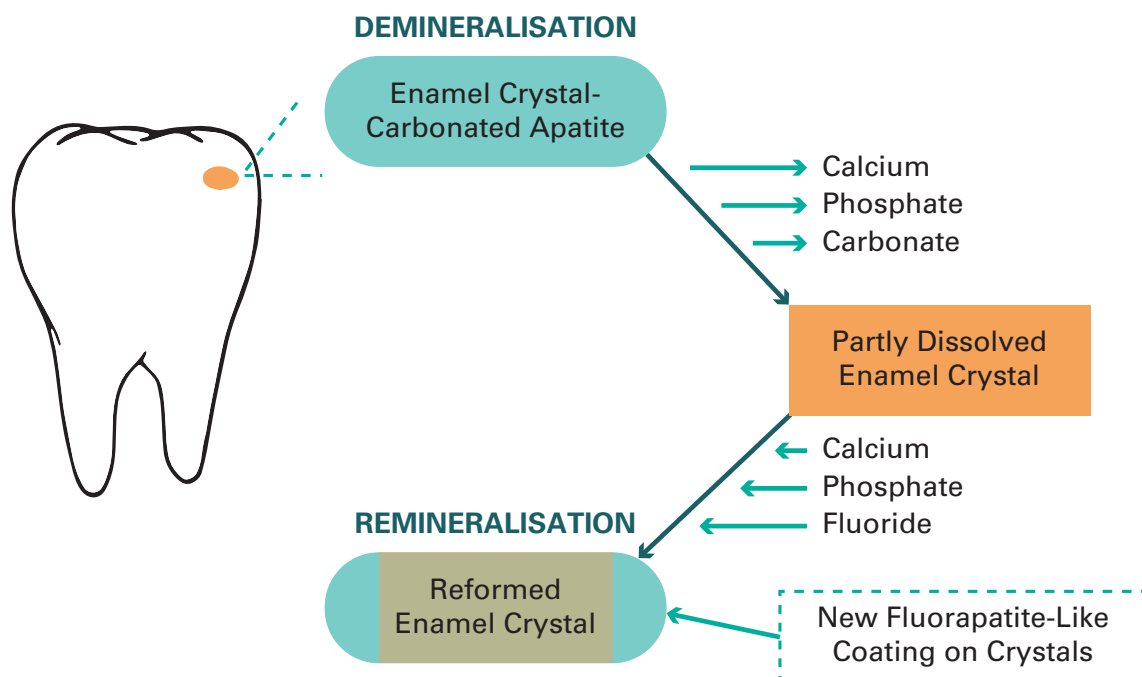 DEMINERALISATION
Enamel Crystal-
Carbonated Apatite
Calcium
Phosphate
Carbonate
Partly Dissolved
Enamel Crystal
Calcium
Phosphate
Fluoride
REMINERALISATION
Reformed
Enamel Crystal
New Fluorapatite-Like
Coating on Crystals